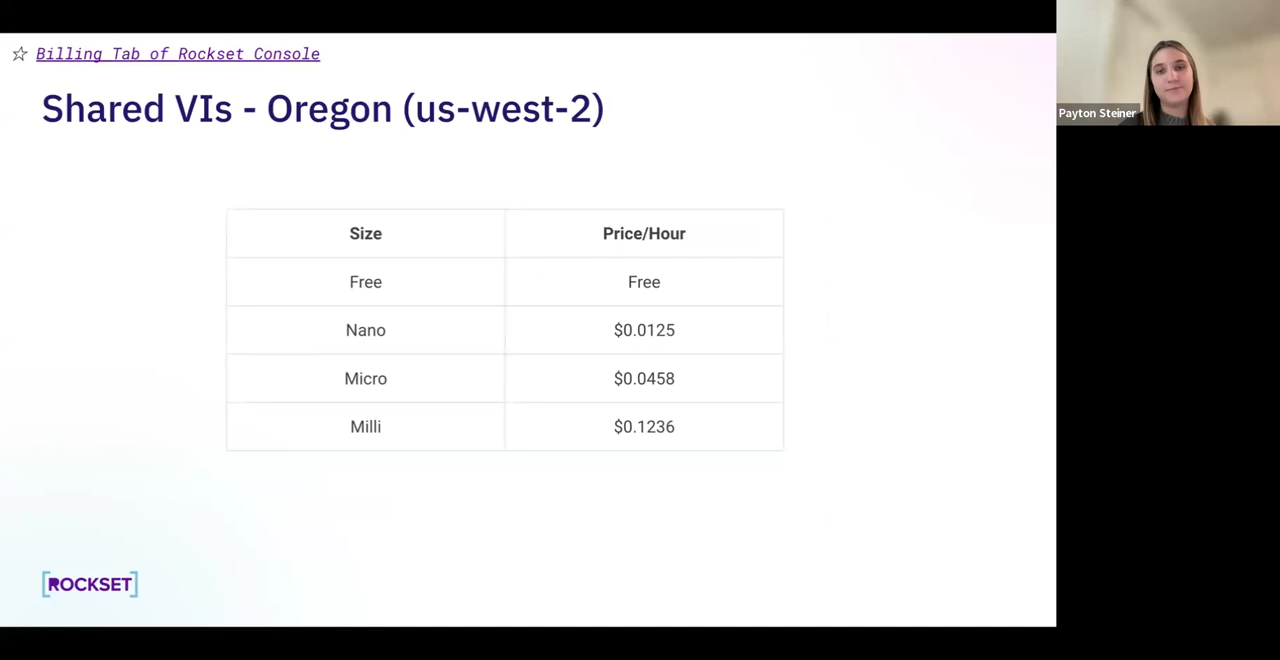 ☆ Billing Tab of Rockset Console
Shared VIs - Oregon (us-west-2)
Size Price/Hour
Free Free
Nano $0.0125
Micro $0.0458
Milli $0.1236
[ROCKSET]
Payton Steiner